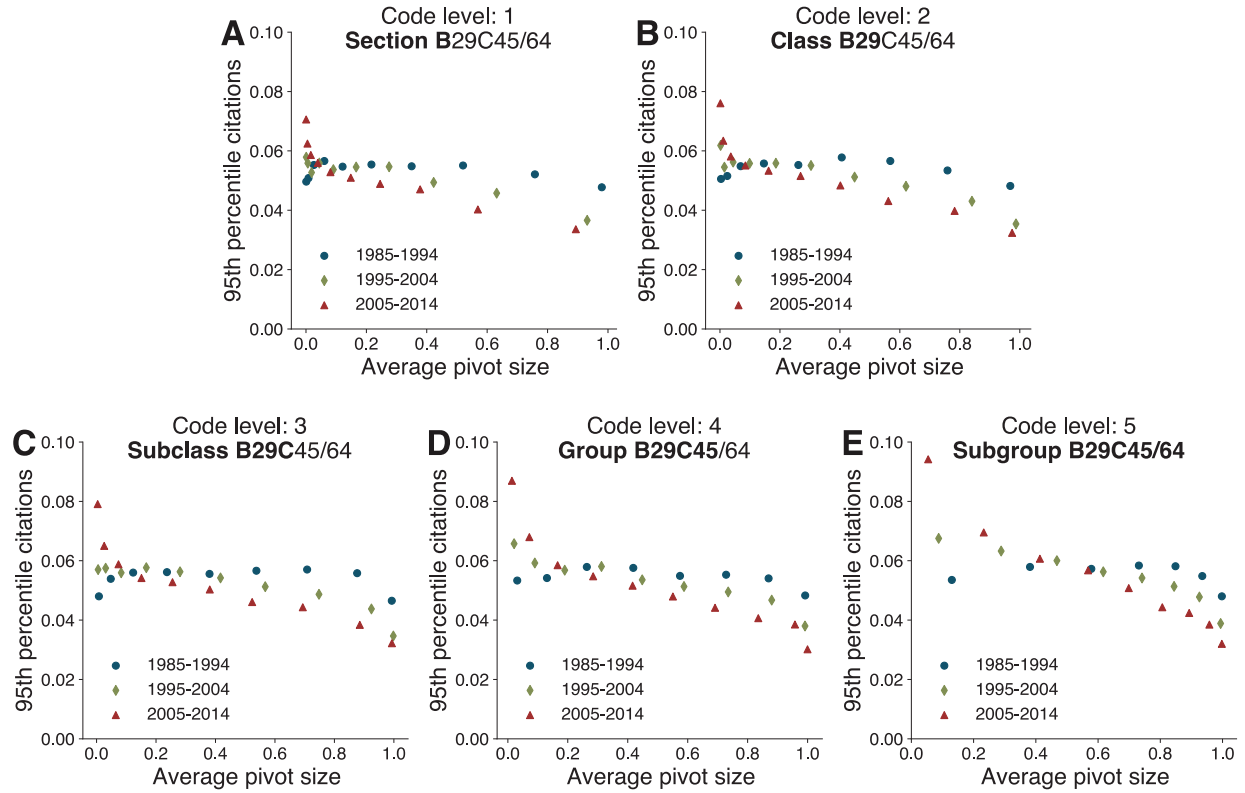 A
Code level: 1
Section B29C45/64
95th percentile citations
0.10
0.08
0.06
0.04
0.02
0.00
1985-1994
1995-2004
2005-2014
0.0 0.2 0.4 0.6 0.8 1.0
Average pivot size
B
Code level: 2
Class B29C45/64
95th percentile citations
0.10
0.08
0.06
0.04
0.02
0.00
1985-1994
1995-2004
2005-2014
0.0 0.2 0.4 0.6 0.8 1.0
Average pivot size
C
Code level: 3
Subclass B29C45/64
95th percentile citations
0.10
0.08
0.06
0.04
0.02
0.00
1985-1994
1995-2004
2005-2014
0.0 0.2 0.4 0.6 0.8 1.0
Average pivot size
D
Code level: 4
Group B29C45/64
95th percentile citations
0.10
0.08
0.06
0.04
0.02
0.00
1985-1994
1995-2004
2005-2014
0.0 0.2 0.4 0.6 0.8 1.0
Average pivot size
E
Code level: 5
Subgroup B29C45/64
95th percentile citations
0.10
0.08
0.06
0.04
0.02
0.00
1985-1994
1995-2004
2005-2014
0.0 0.2 0.4 0.6 0.8 1.0
Average pivot size